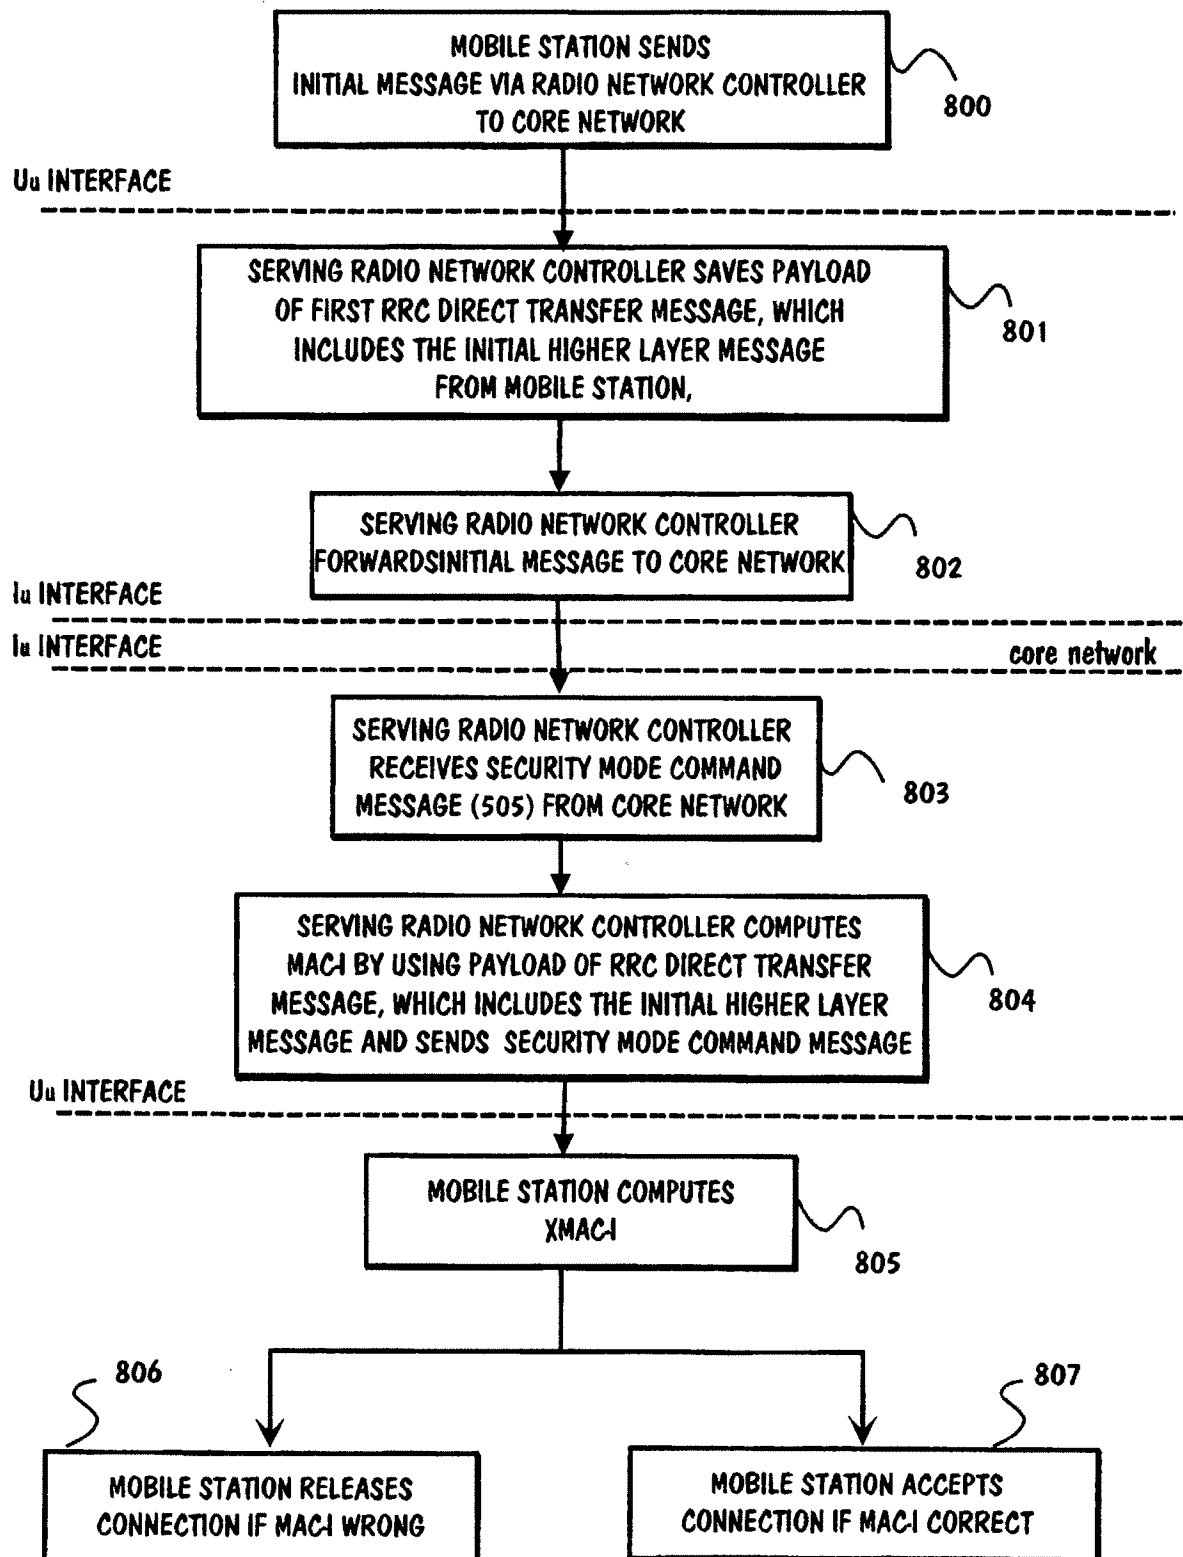 MOBILE STATION SENDS
INITIAL MESSAGE VIA RADIO NETWORK CONTROLLER
TO CORE NETWORK
800
Uu INTERFACE
SERVING RADIO NETWORK CONTROLLER SAVES PAYLOAD
OF FIRST RRC DIRECT TRANSFER MESSAGE, WHICH
INCLUDES THE INITIAL HIGHER LAYER MESSAGE
FROM MOBILE STATION,
801
SERVING RADIO NETWORK CONTROLLER
FORWARDSINITIAL MESSAGE TO CORE NETWORK
802
Iu INTERFACE
Iu INTERFACE
core network
SERVING RADIO NETWORK CONTROLLER
RECEIVES SECURITY MODE COMMAND
MESSAGE (505) FROM CORE NETWORK
803
SERVING RADIO NETWORK CONTROLLER COMPUTES
MAC-I BY USING PAYLOAD OF RRC DIRECT TRANSFER
MESSAGE, WHICH INCLUDES THE INITIAL HIGHER LAYER
MESSAGE AND SENDS SECURITY MODE COMMAND MESSAGE
804
Uu INTERFACE
MOBILE STATION COMPUTES
XMAC-I
805
806
807
MOBILE STATION RELEASES
CONNECTION IF MAC-I WRONG
MOBILE STATION ACCEPTS
CONNECTION IF MAC-I CORRECT